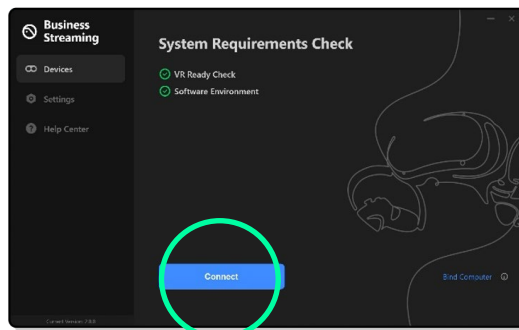 Business
Streaming
System Requirements Check
Devices
VR Ready Check
Software Environment
Settings
Help Center
Connect
Bind Computer